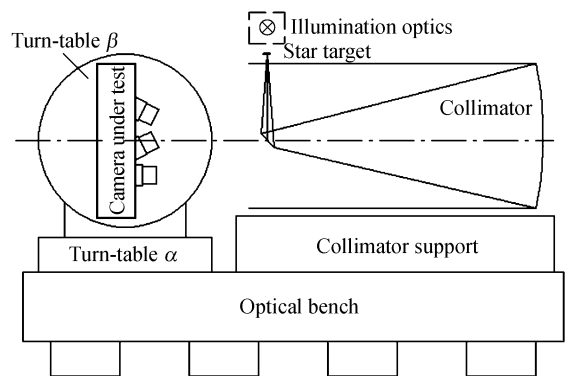 Illumination optics
Star target
Turn-table β
Camera under test
Collimator
Turn-table α
Collimator support
Optical bench